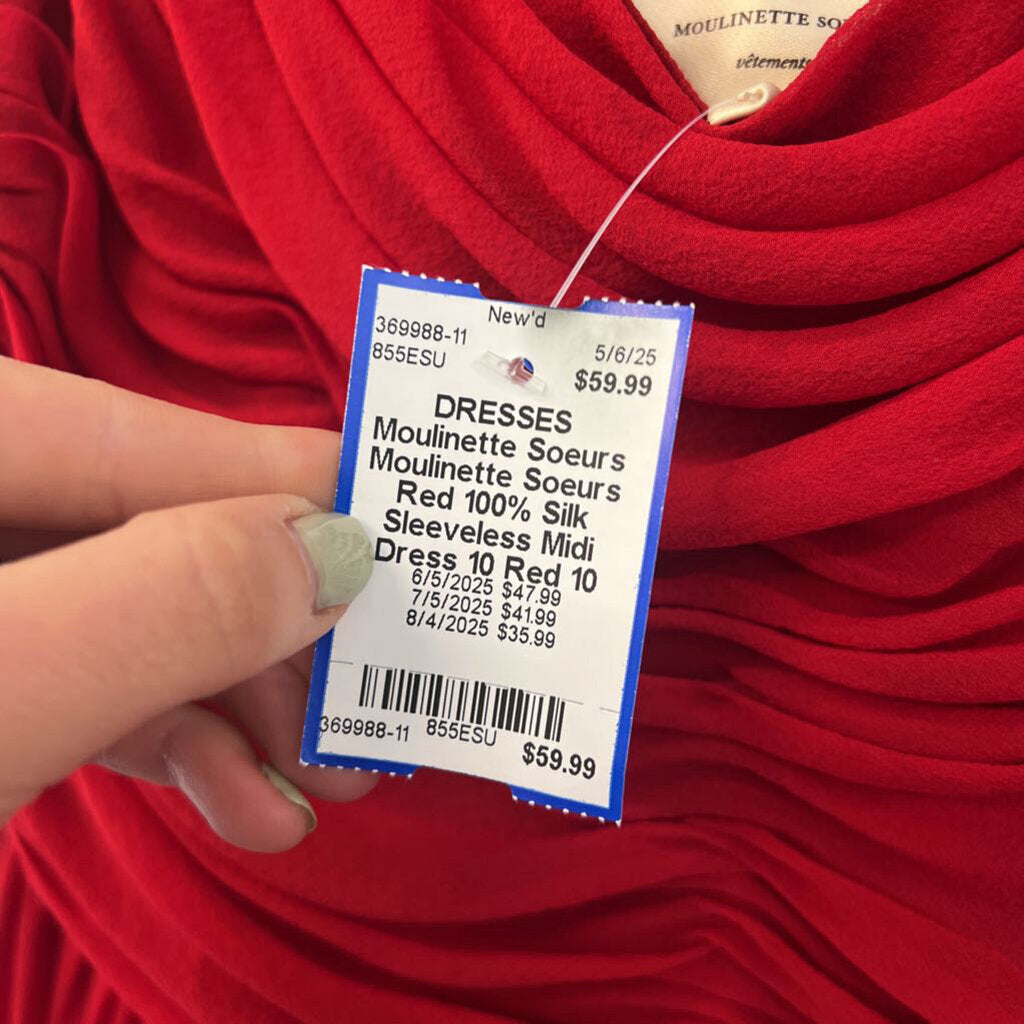 MOULINETTE
New'd
369988-11
5/6/25
855ESU
$59.99
DRESSES
Moulinette Soeurs
Moulinette Soeurs
Red 100% Silk
Sleeveless Midi
Dress 10 Red 10
6/5/2025 $47.99
7/5/2025 $41.99
8/4/2025 $35.99
369988-11 855ESU
$59.99